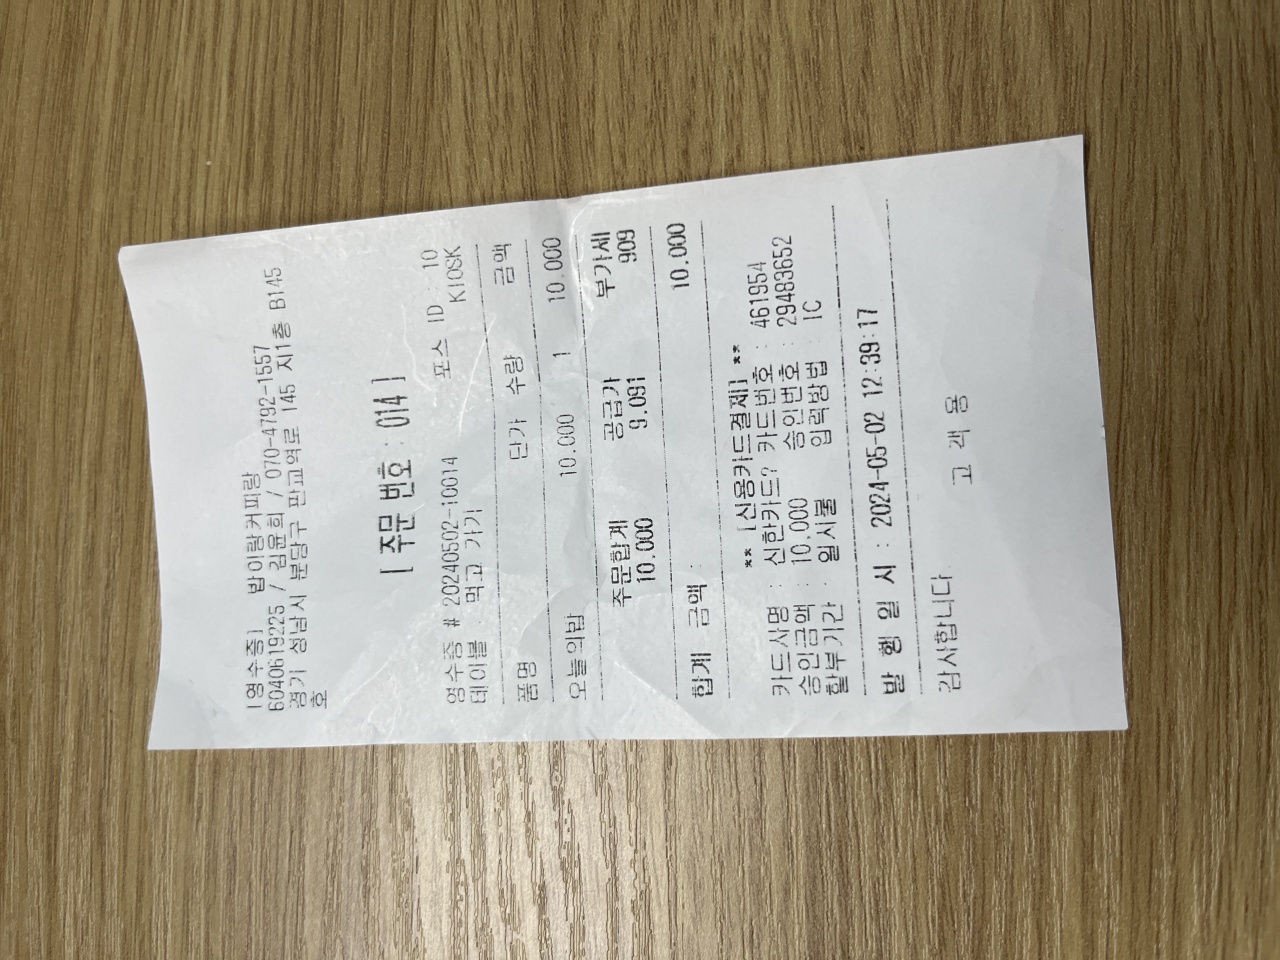 [영수증] 밥이랑커피랑
6040619225 / 김윤희 / 070-4792-1557
경기 성남시 분당구 판교역로 145 지1층 B145
호
[ 주문 번호 : 014 ]
영수증 # 20240502-10014 포스 ID : 10
테이블 : 먹고 가기 KIOSK
품명 단가 수량 금액
오늘의밥 10.000 1 10.000
주문합계 공급가 부가세
10.000 9.091 909
합계 금액 : 10.000
** [신용카드결제] **
카드사명 : 신한카드? 카드번호 : 461954
승인금액 : 10,000 승인번호 : 29483652
할부기간 : 일시불 입력방법 : IC
발 행 일 시 : 2024-05-02 12:39:17
감사합니다 고 객 용